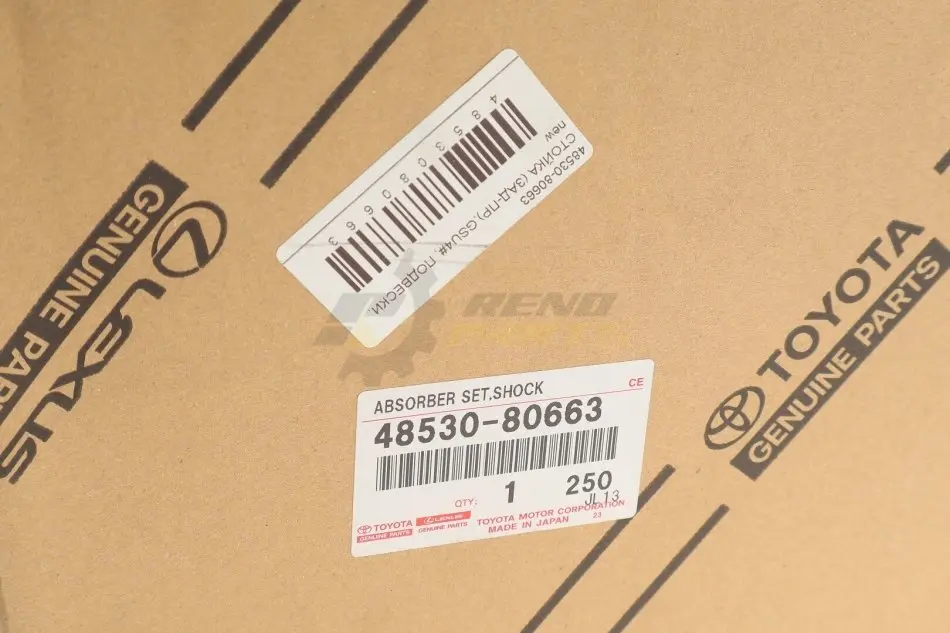 4853080663
new
48530-80663
СТОЙКА (ЗАД-ПР),GSU4#, ПОДВЕСКИ
LEXUS
GENUINE PAR
RENO
TOYOTA
GENUINE PARTS
ABSORBER SET,SHOCK
CE
48530-80663
QTY: 1 250
JL13
TOYOTA
GENUINE PARTS
LEXUS
GENUINE PARTS
TOYOTA MOTOR CORPORATION
MADE IN JAPAN 23